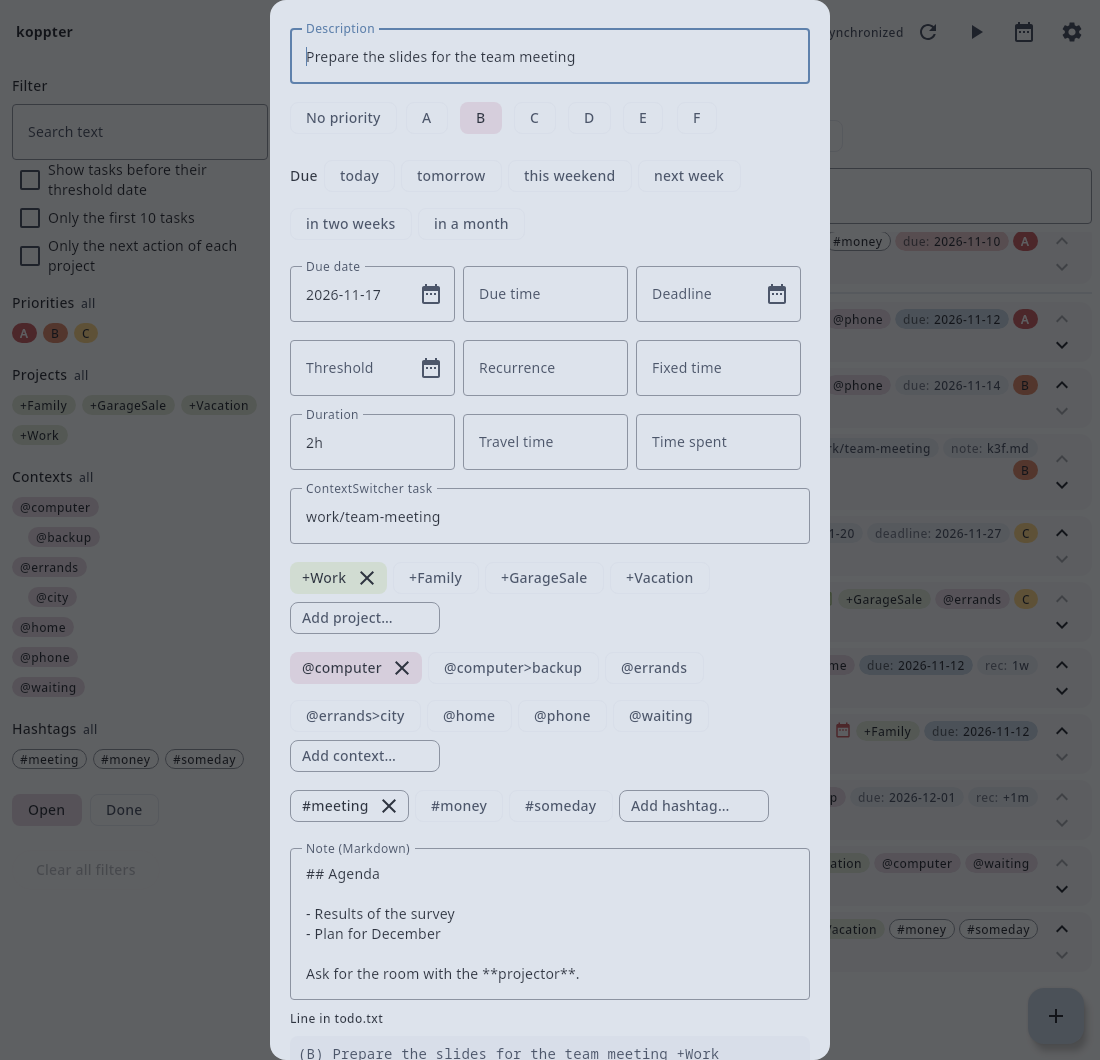 koppter
ynchronized
Filter
Search text
Show tasks before their
threshold date
Only the first 10 tasks
Only the next action of each
project
Priorities all
A B C
Projects all
+Family +GarageSale +Vacation
+Work
Contexts all
@computer
@backup
@errands
@city
@home
@phone
@waiting
Hashtags all
#meeting #money #someday
Open Done
Clear all filters
Description
Prepare the slides for the team meeting
No priority A B C D E F
Due today tomorrow this weekend next week
in two weeks in a month
Due date
2026-11-17 Due time Deadline
Threshold Recurrence Fixed time
Duration
2h Travel time Time spent
ContextSwitcher task
work/team-meeting
+Work +Family +GarageSale +Vacation
Add project...
@computer @computer>backup @errands
@errands>city @home @phone @waiting
Add context...
#meeting #money #someday Add hashtag...
Note (Markdown)
## Agenda
- Results of the survey
- Plan for December
Ask for the room with the **projector**.
Line in todo.txt
(B) Prepare the slides for the team meeting +Work
#money due: 2026-11-10 A
@phone due: 2026-11-12 A
@phone due: 2026-11-14 B
k/team-meeting note: k3f.md
B
1-20 deadline: 2026-11-27 C
+GarageSale @errands C
me due: 2026-11-12 rec: 1w
+Family due: 2026-11-12
p due: 2026-12-01 rec: +1m
ation @computer @waiting
acation #money #someday